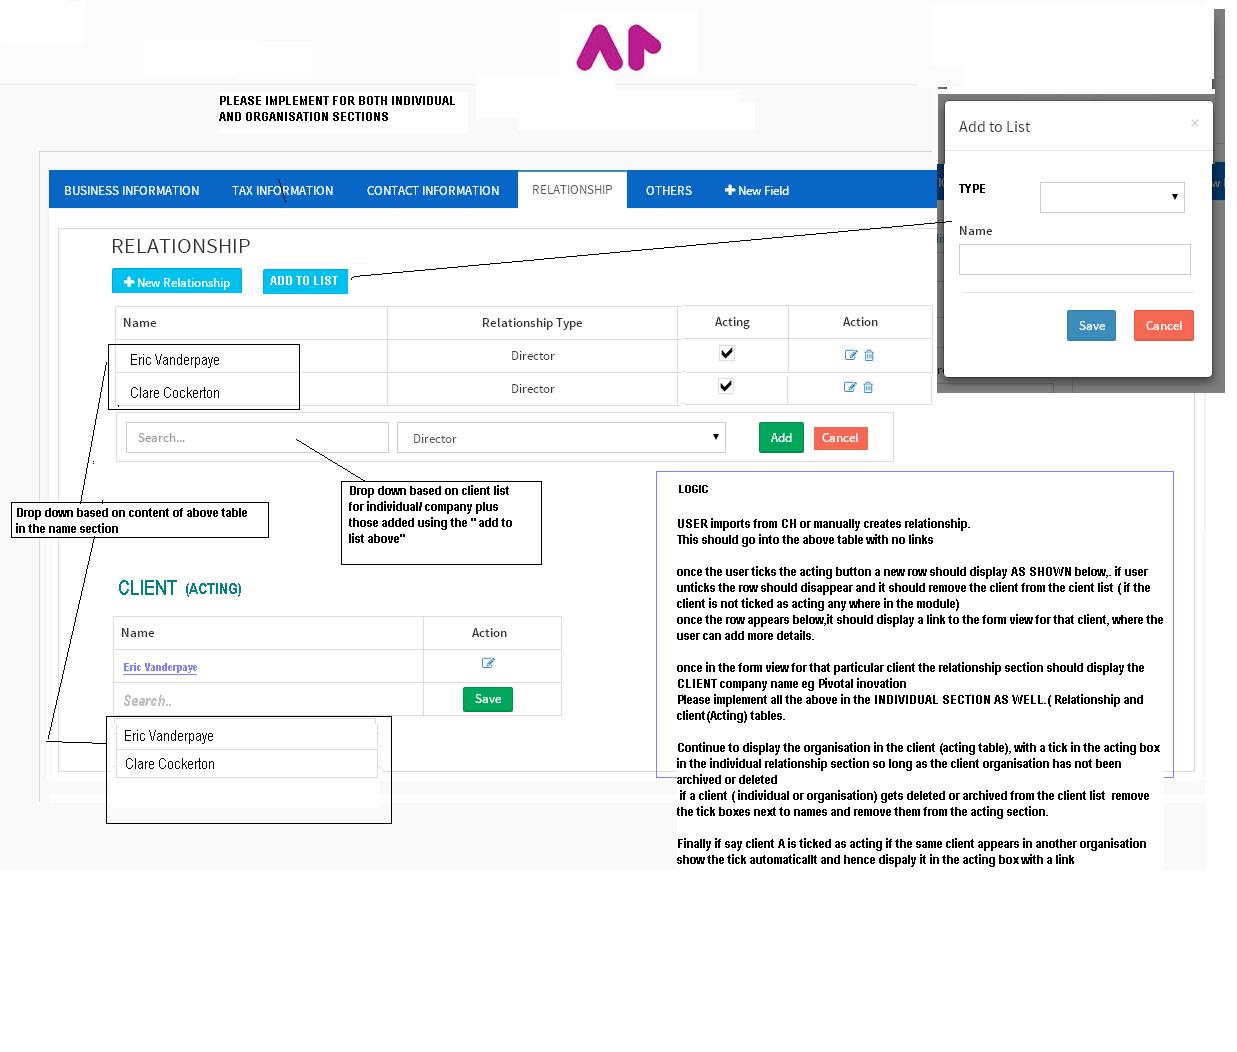 PLEASE IMPLEMENT FOR BOTH INDIVIDUAL
AND ORGANISATION SECTIONS
BUSINESS INFORMATION TAX INFORMATION CONTACT INFORMATION RELATIONSHIP OTHERS New Field
RELATIONSHIP
New Relationship ADD TO LIST
Name Relationship Type Acting Action
Eric Vanderpaye Director
Clare Cockerton Director
Search... Director Add Cancel
Drop down based on content of above table
in the name section
Drop down based on client list
for individual/ company plus
those added using the " add to
list above"
CLIENT (ACTING)
Name Action
Eric Vanderpaye
Search.. Save
Eric Vanderpaye
Clare Cockerton
Add to List ×
TYPE
Name
Save Cancel
LOGIC
USER imports from CH or manually creates relationship.
This should go into the above table with no links
once the user ticks the acting button a new row should display AS SHOWN below,. if user
unticks the row should disappear and it should remove the client from the cient list ( if the
client is not ticked as acting any where in the module)
once the row appears below,it should display a link to the form view for that client, where the
user can add more details.
once in the form view for that particular client the relationship section should display the
CLIENT company name eg Pivotal inovation
Please implement all the above in the INDIVIDUAL SECTION AS WELL.( Relationship and
client(Acting) tables.
Continue to display the organisation in the client (acting table), with a tick in the acting box
in the individual relationship section so long as the client organisation has not been
archived or deleted
if a client ( individual or organisation) gets deleted or archived from the client list remove
the tick boxes next to names and remove them from the acting section.
Finally if say client A is ticked as acting if the same client appears in another organisation
show the tick automaticallt and hence dispaly it in the acting box with a link